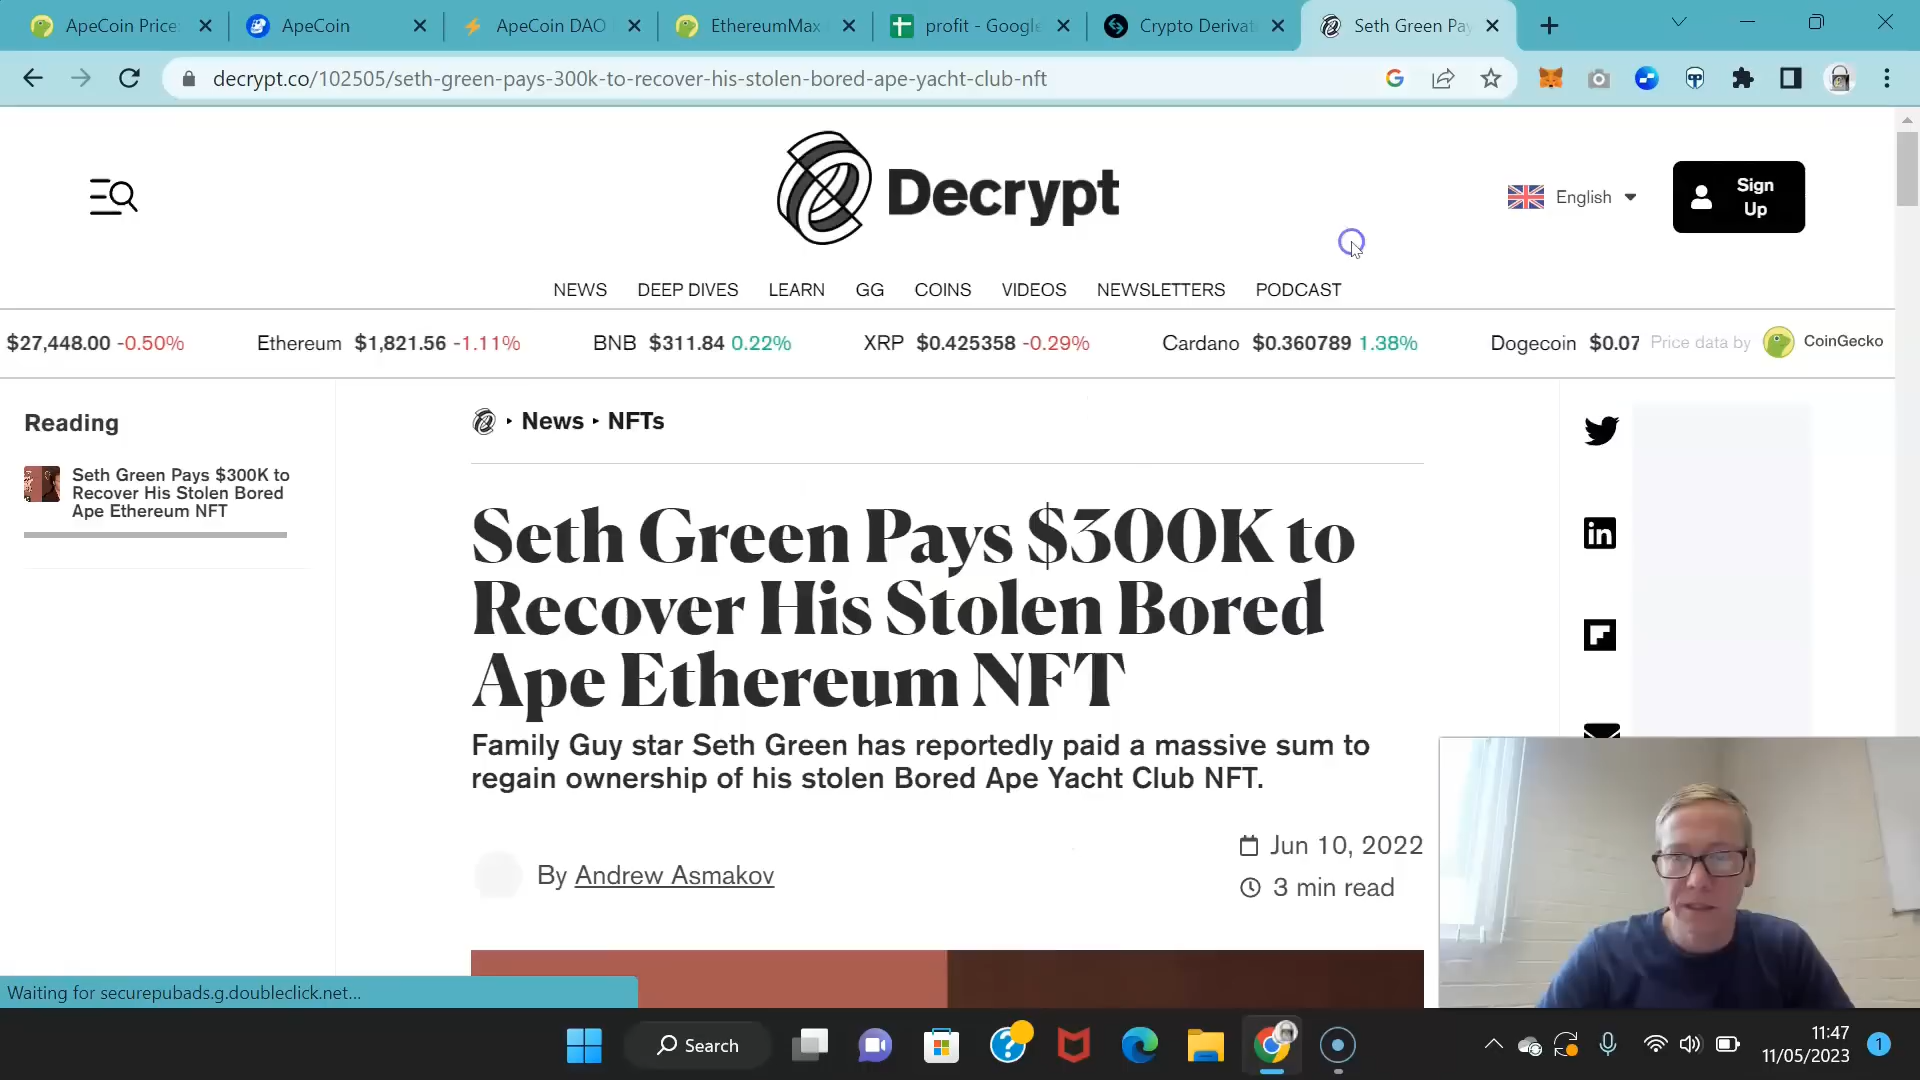 ApeCoin Price:
ApeCoin
ApeCoin DAO
EthereumMax
profit - Google
Crypto Derivat
Seth Green Pay
decrypt.co/102505/seth-green-pays-300k-to-recover-his-stolen-bored-ape-yacht-club-nft
Decrypt
English
Sign
Up
NEWS DEEP DIVES LEARN GG COINS VIDEOS NEWSLETTERS PODCAST
$27,448.00 -0.50% Ethereum $1,821.56 -1.11% BNB $311.84 0.22% XRP $0.425358 -0.29% Cardano $0.360789 1.38% Dogecoin $0.07 Price data by CoinGecko
Reading
Seth Green Pays $300K to
Recover His Stolen Bored
Ape Ethereum NFT
News NFTs
Seth Green Pays $300K to
Recover His Stolen Bored
Ape Ethereum NFT
Family Guy star Seth Green has reportedly paid a massive sum to
regain ownership of his stolen Bored Ape Yacht Club NFT.
By Andrew Asmakov
Jun 10, 2022
3 min read
Waiting for securepubads.g.doubleclick.net...
Search
11:47
11/05/2023
1